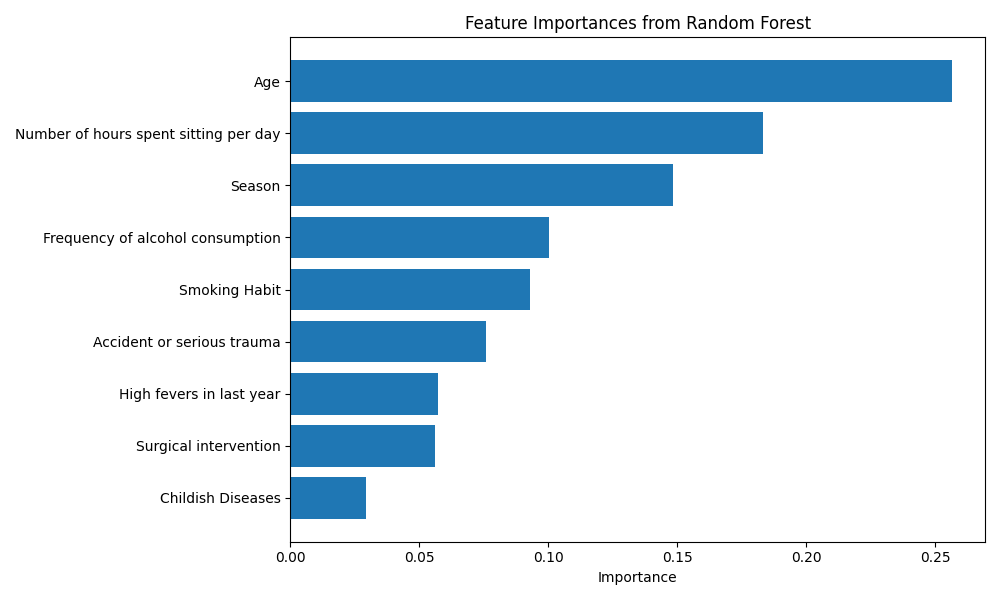 Feature Importances from Random Forest
Age
Number of hours spent sitting per day
Season
Frequency of alcohol consumption
Smoking Habit
Accident or serious trauma
High fevers in last year
Surgical intervention
Childish Diseases
0.00 0.05 0.10 0.15 0.20 0.25
Importance